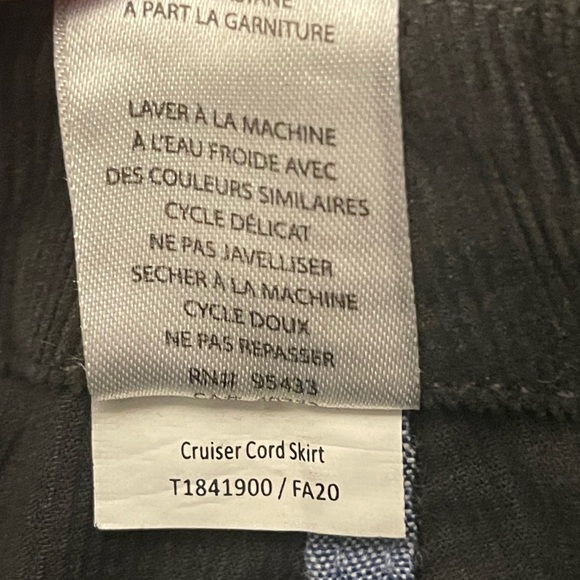 À PART LA GARNITURE
LAVER À LA MACHINE
À L'EAU FROIDE AVEC
DES COULEURS SIMILAIRES
CYCLE DÉLICAT
NE PAS JAVELLISER
SÉCHER À LA MACHINE
CYCLE DOUX
NE PAS REPASSER
RN# 95433
Cruiser Cord Skirt
T1841900 / FA20